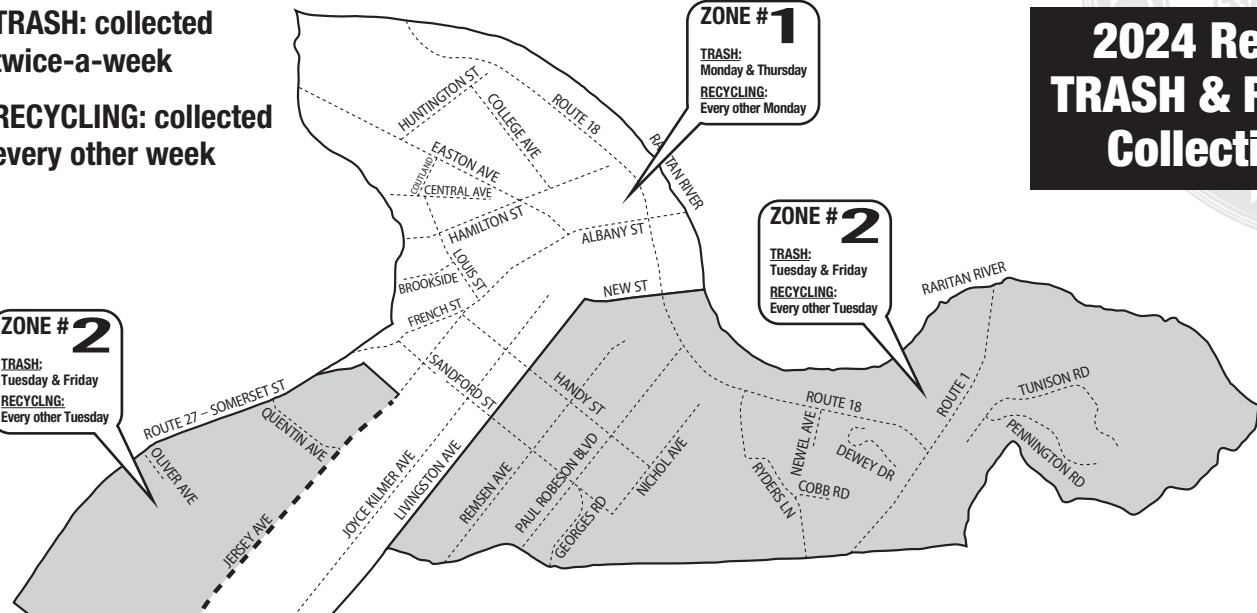 TRASH: collected
twice-a-week
RECYCLING: collected
every other week
ZONE #1
TRASH:
Monday & Thursday
RECYCLING:
Every other Monday
2024 Re
TRASH & 
Collecti
ZONE #2
TRASH:
Tuesday & Friday
RECYCLING:
Every other Tuesday
ZONE #2
TRASH:
Tuesday & Friday
RECYCLNG:
Every other Tuesday
HUNTINGTON ST
COLLEGE AVE
ROUTE 18
RARITAN RIVER
EASTON AVE
COUTLAND
CENTRAL AVE
HAMILTON ST
ALBANY ST
LOUIS ST
BROOKSIDE
FRENCH ST
NEW ST
RARITAN RIVER
SANDFORD ST
HANDY ST
ROUTE 27 – SOMERSET ST
QUENTIN AVE
OLIVER AVE
JERSEY AVE
JOYCE KILMER AVE
LIVINGSTON AVE
REMSEN AVE
PAUL ROBESON BLVD
GEORGES RD
NICHOL AVE
ROUTE 18
RYDERS LN
NEWEL AVE
DEWEY DR
COBB RD
ROUTE 1
TUNISON RD
PENNINGTON RD